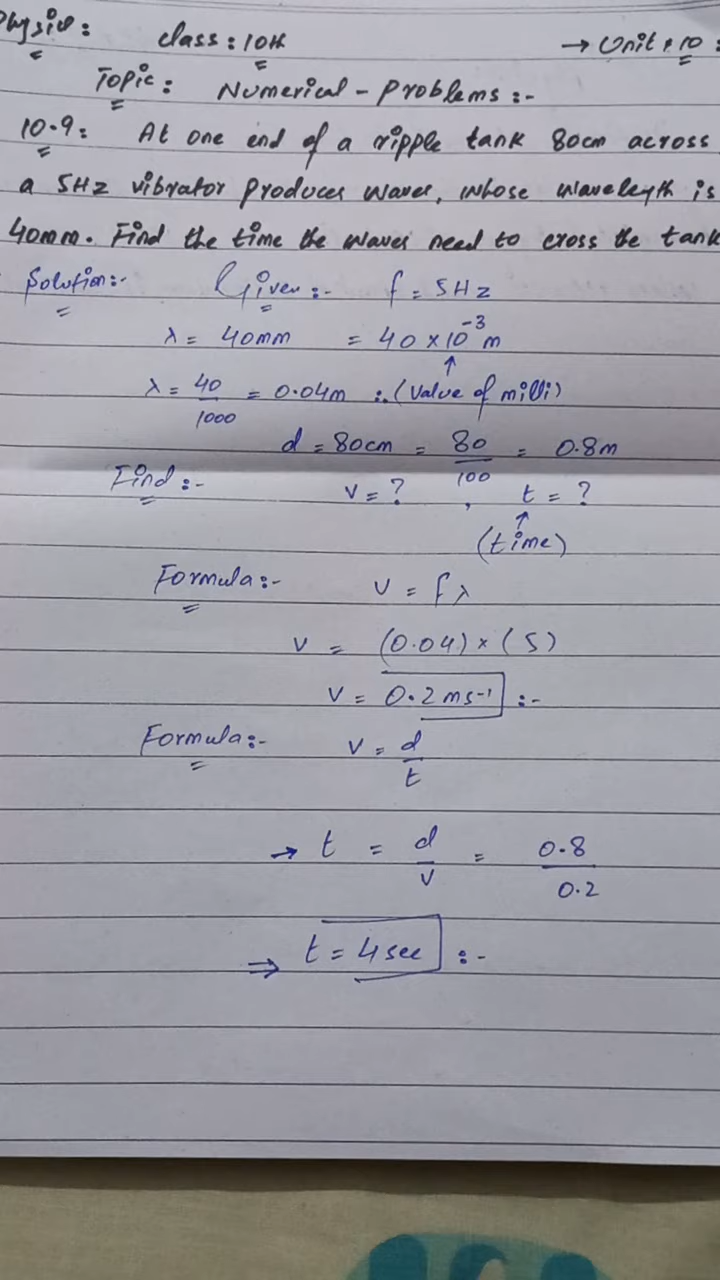 Physics: class: 10th → Unit: 10:
Topic: Numerical - Problems :-
10.9: At one end of a ripple tank 80cm across
a 5Hz vibrator produces waves, whose wavelength is
40mm. Find the time the waves need to cross the tank
Solution:- Given :- f = 5Hz
λ = 40mm = 40 × 10⁻³ m
λ = 40/1000 = 0.04m ∴ (Value of milli)
d = 80cm = 80/100 = 0.8m
Find :- v = ? , t = ?
(time)
Formula:- v = fλ
v = (0.04) × (5)
v = 0.2 ms⁻¹ :-
Formula:- v = d/t
→ t = d/v = 0.8/0.2
⇒ t = 4 sec :-